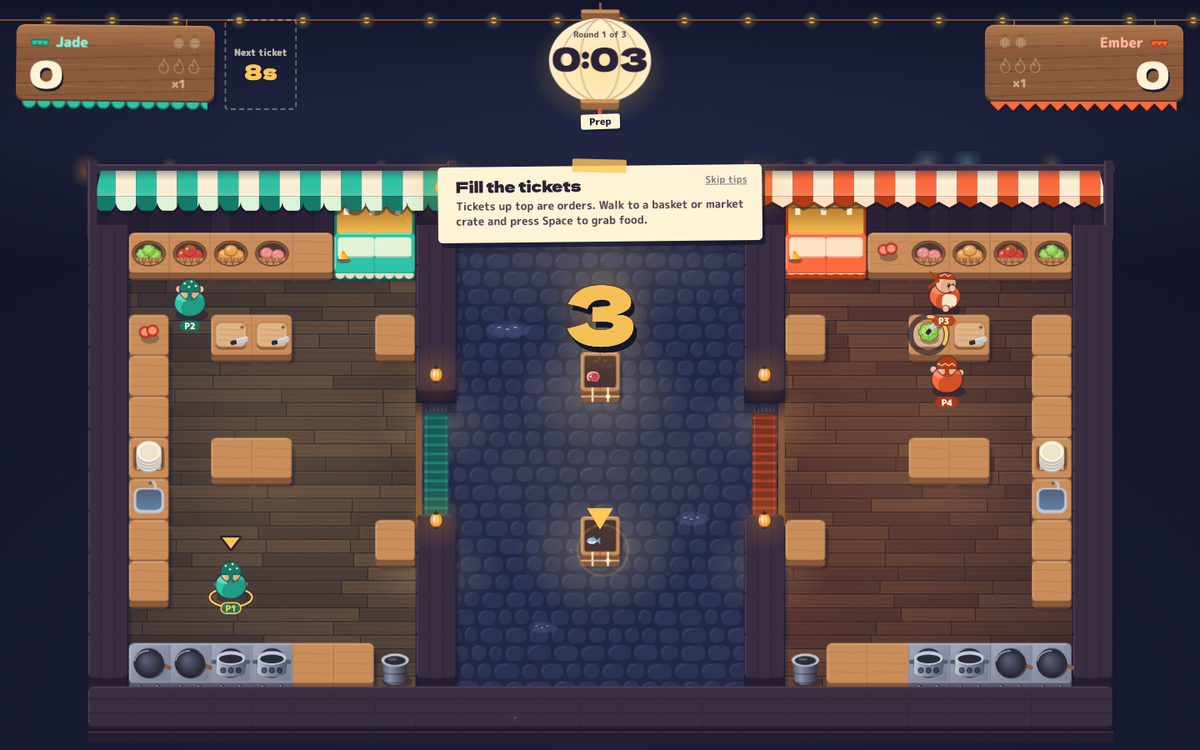 Jade
0
x1
Next ticket
8s
Round 1 of 3
0:03
Prep
Ember
0
x1
Fill the tickets
Skip tips
Tickets up top are orders. Walk to a basket or market
crate and press Space to grab food.
3
P2
P3
P4
P1